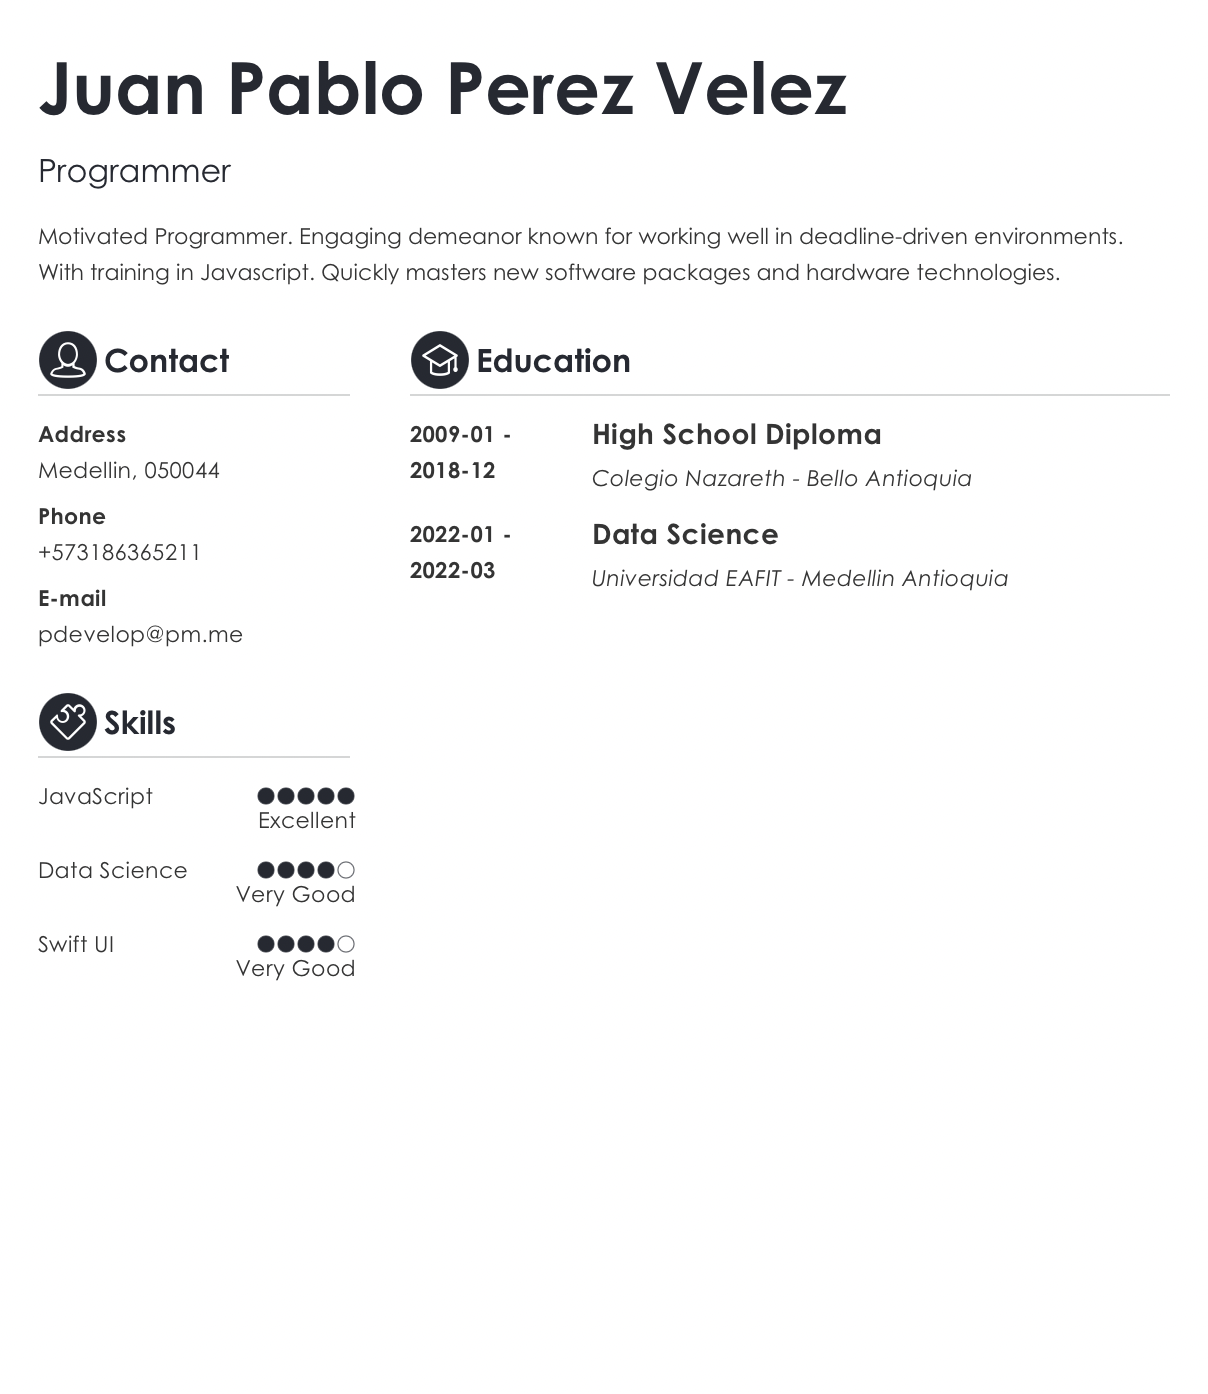 Juan Pablo Perez Velez
Programmer
Motivated Programmer. Engaging demeanor known for working well in deadline-driven environments.
With training in Javascript. Quickly masters new software packages and hardware technologies.
Contact
Address
Medellin, 050044
Phone
+573186365211
E-mail
pdevelop@pm.me
Skills
JavaScript
Excellent
Data Science
Very Good
Swift UI
Very Good
Education
2009-01 -
2018-12
High School Diploma
Colegio Nazareth - Bello Antioquia
2022-01 -
2022-03
Data Science
Universidad EAFIT - Medellin Antioquia